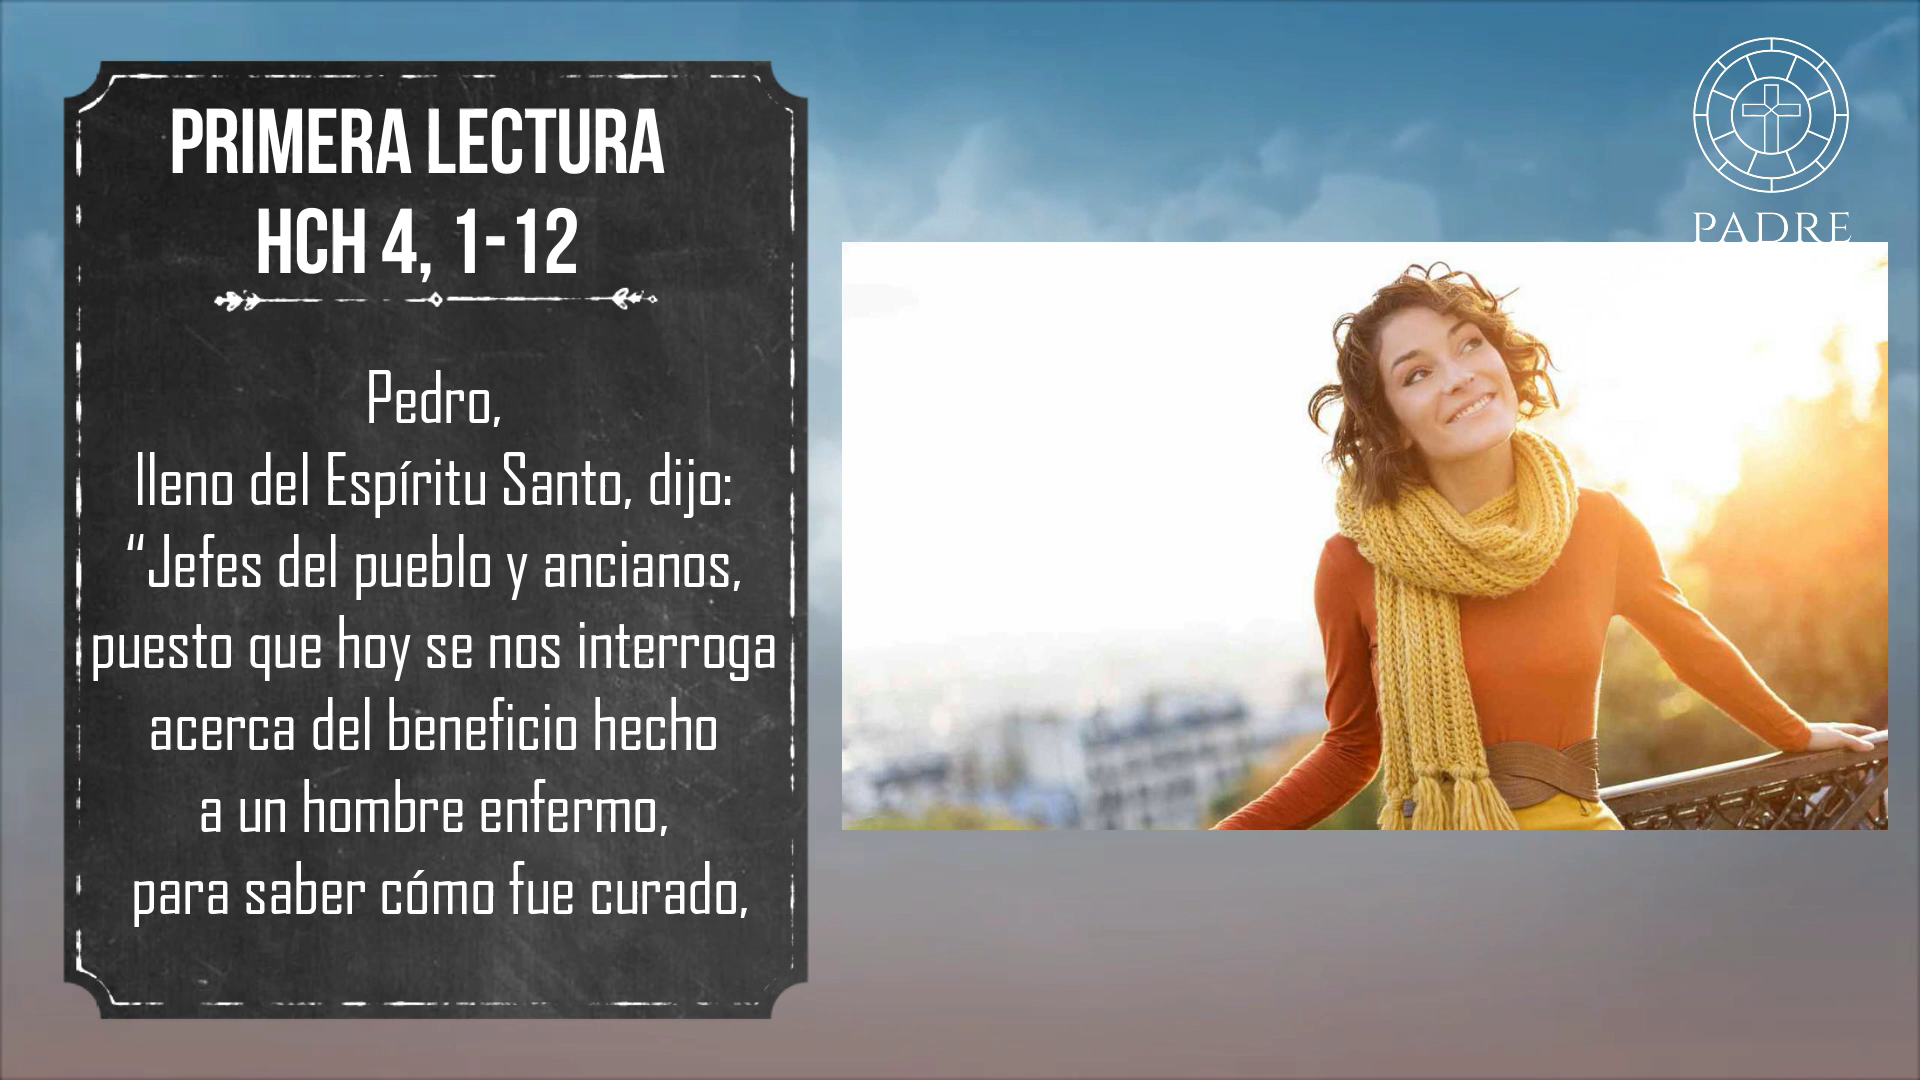 PRIMERA LECTURA
HCH 4, 1-12
Pedro,
lleno del Espíritu Santo, dijo:
“Jefes del pueblo y ancianos,
puesto que hoy se nos interroga
acerca del beneficio hecho
a un hombre enfermo,
para saber cómo fue curado,
PADRE